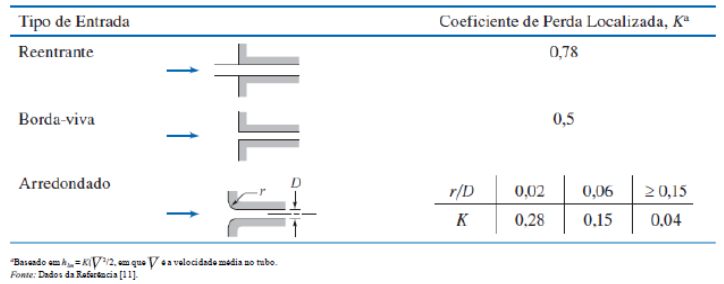 Tipo de Entrada Coeficiente de Perda Localizada, Kª
Reentrante 0,78
Borda-viva 0,5
Arredondado r D r/D 0,02 0,06 ≥ 0,15
K 0,28 0,15 0,04
ªBaseado em hₗₘ = K(V̅²/2, em que V̅ é a velocidade média no tubo.
Fonte: Dados da Referência [11].